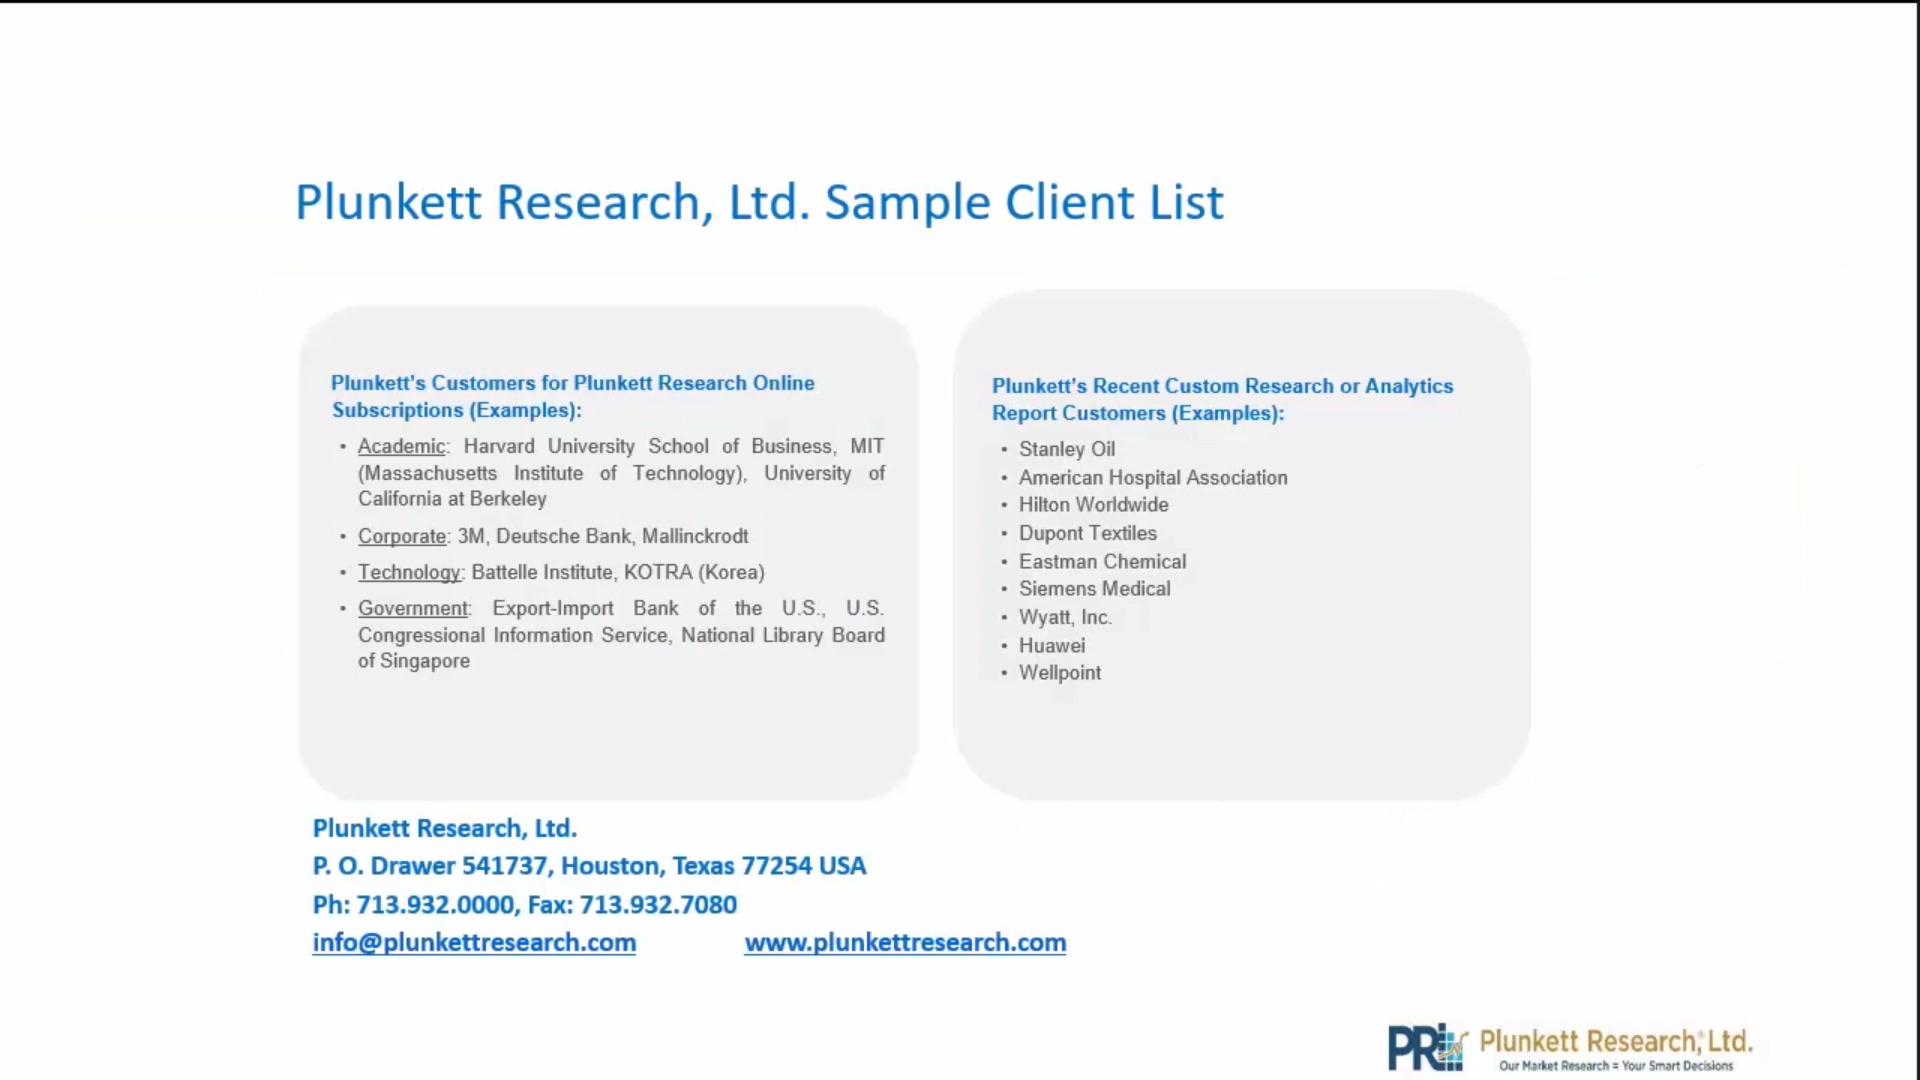 Plunkett Research, Ltd. Sample Client List
Plunkett's Customers for Plunkett Research Online
Subscriptions (Examples):
• Academic: Harvard University School of Business, MIT
(Massachusetts Institute of Technology), University of
California at Berkeley
• Corporate: 3M, Deutsche Bank, Mallinckrodt
• Technology: Battelle Institute, KOTRA (Korea)
• Government: Export-Import Bank of the U.S., U.S.
Congressional Information Service, National Library Board
of Singapore
Plunkett's Recent Custom Research or Analytics
Report Customers (Examples):
• Stanley Oil
• American Hospital Association
• Hilton Worldwide
• Dupont Textiles
• Eastman Chemical
• Siemens Medical
• Wyatt, Inc.
• Huawei
• Wellpoint
Plunkett Research, Ltd.
P. O. Drawer 541737, Houston, Texas 77254 USA
Ph: 713.932.0000, Fax: 713.932.7080
info@plunkettresearch.com www.plunkettresearch.com
PRi Plunkett Research, Ltd.
Our Market Research = Your Smart Decisions